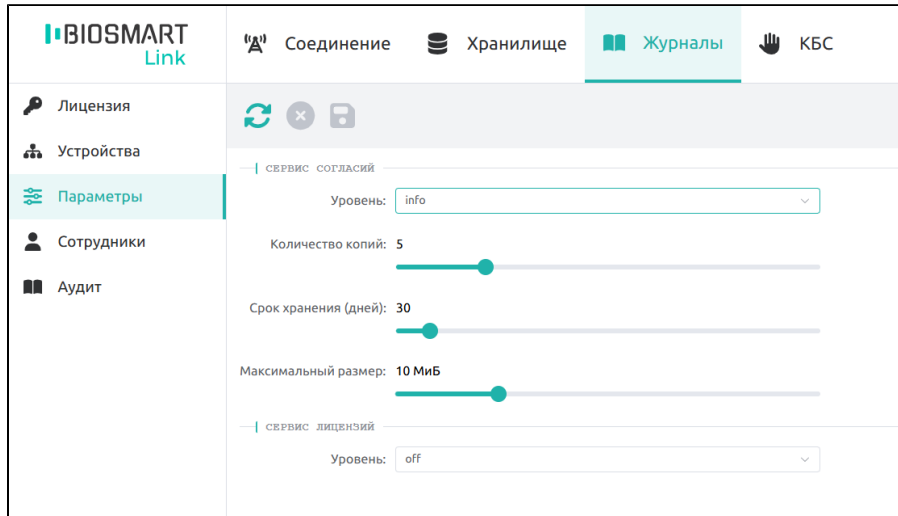 BIOSMART
Link
Соединение
Хранилище
Журналы
КБС
Лицензия
Устройства
Параметры
Сотрудники
Аудит
СЕРВИС СОГЛАСИЙ
Уровень: info
Количество копий: 5
Срок хранения (дней): 30
Максимальный размер: 10 МиБ
СЕРВИС ЛИЦЕНЗИЙ
Уровень: off